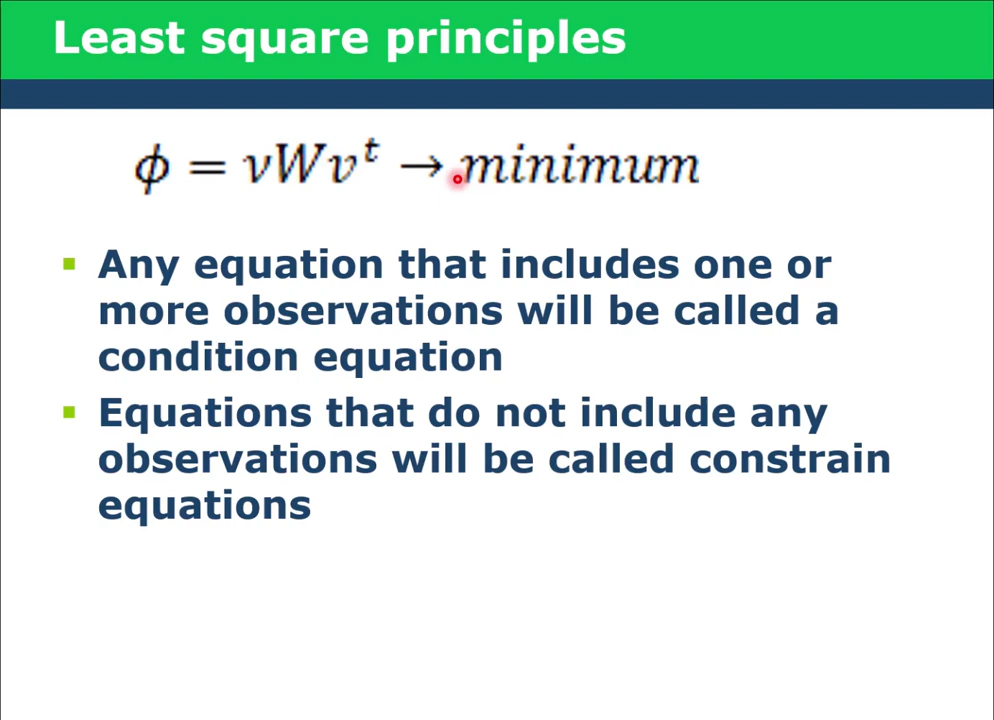 Least square principles
ϕ = vWvᵗ → minimum
Any equation that includes one or
more observations will be called a
condition equation
Equations that do not include any
observations will be called constrain
equations